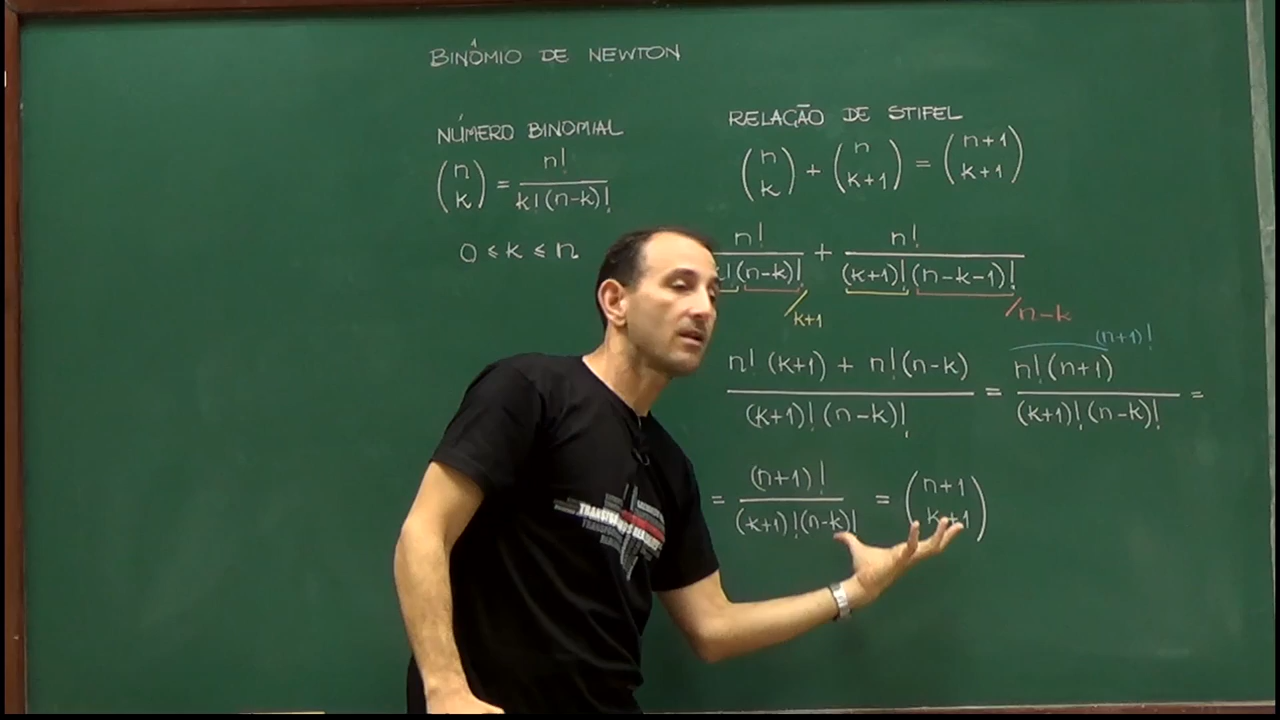 BINÔMIO DE NEWTON
NÚMERO BINOMIAL
(n k) = n! / k!(n-k)!
0 ≤ k ≤ n
RELAÇÃO DE STIFEL
(n k) + (n k+1) = (n+1 k+1)
n! / k!(n-k)! + n! / (k+1)!(n-k-1)!
/k+1 /n-k
n! (k+1) + n!(n-k) / (k+1)!(n-k)! = n!(n+1) / (k+1)!(n-k)! =
(n+1)!
= (n+1)! / (k+1)!(n-k)! = (n+1 k+1)